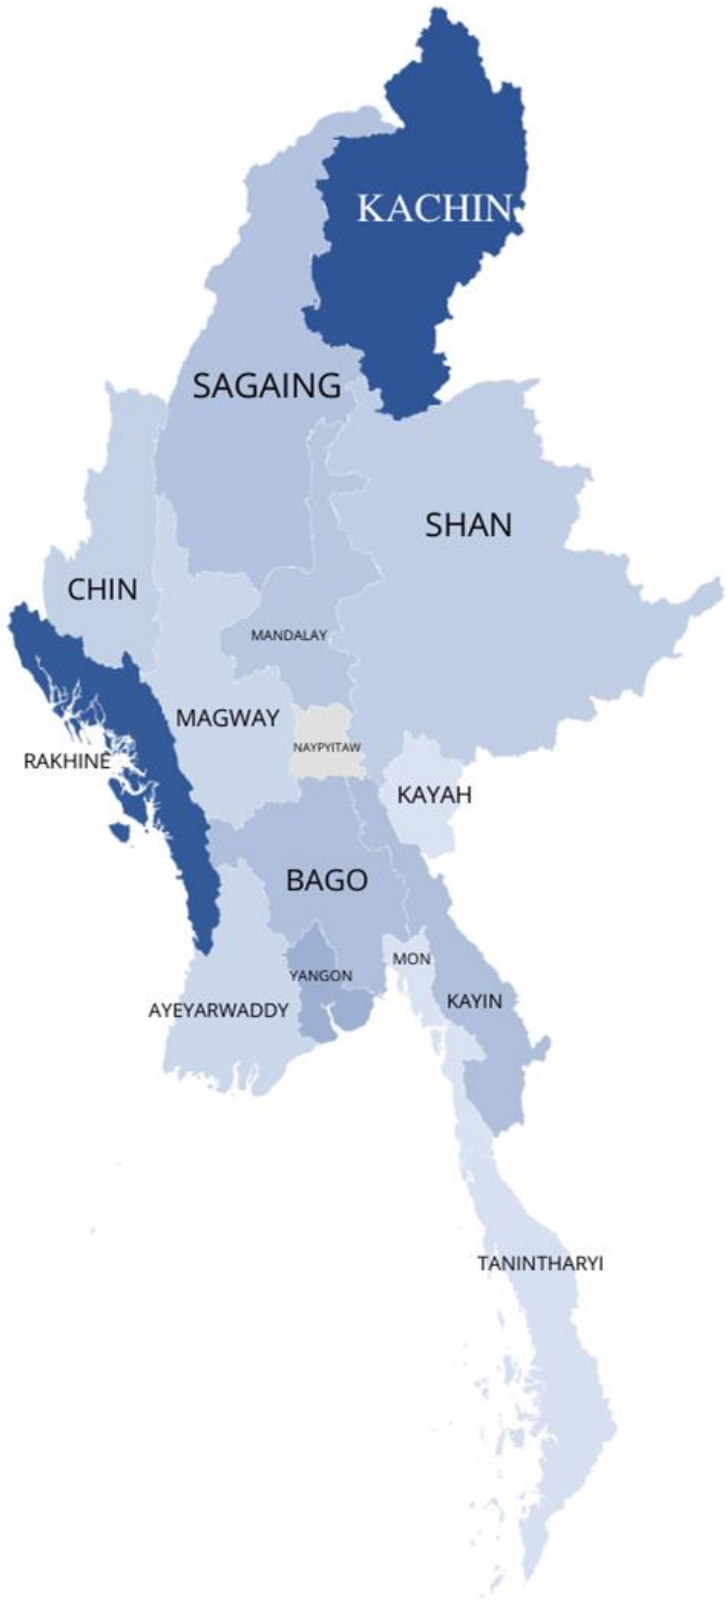 KACHIN
SAGAING
SHAN
CHIN
MANDALAY
MAGWAY
NAYPYITAW
RAKHINE
KAYAH
BAGO
MON
YANGON
KAYIN
AYEYARWADDY
TANINTHARYI